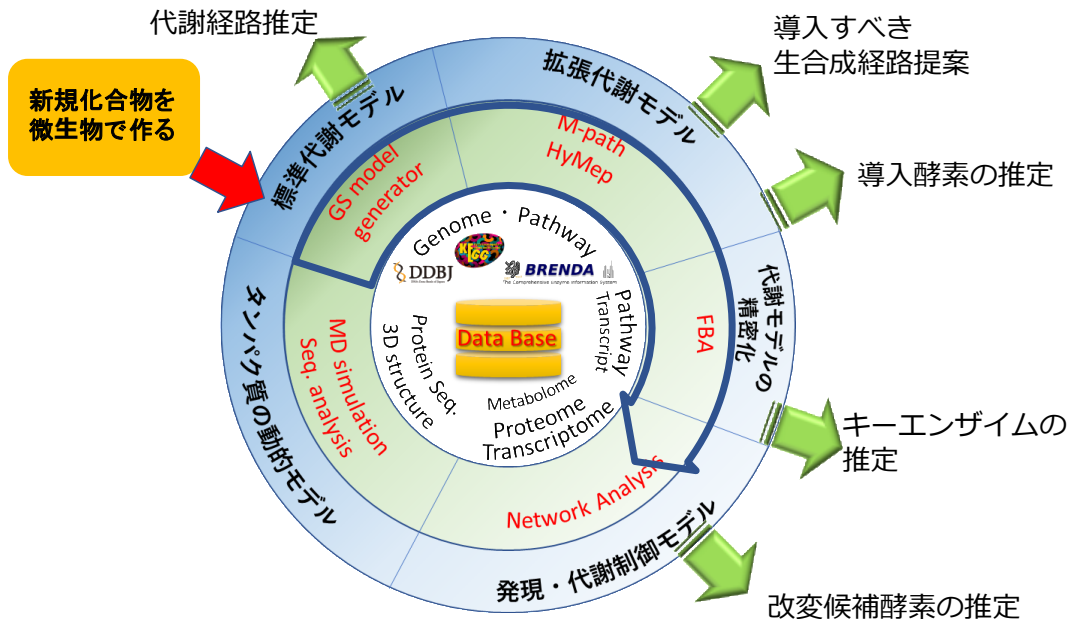 代謝経路推定
導入すべき
生合成経路提案
新規化合物を
微生物で作る
標準代謝モデル
拡張代謝モデル
導入酵素の推定
GS model
generator
M-path
HyMep
Genome・Pathway
KEGG
DDBJ
BRENDA
The Comprehensive Enzyme Information System
代謝モデルの
精密化
FBA
Pathway
Transcript
Data Base
Protein Seq.
3D structure
Metabolome
Proteome
Transcriptome
MD simulation
Seq. analysis
タンパク質の動的モデル
キーエンザイムの
推定
Network Analysis
発現・代謝制御モデル
改変候補酵素の推定